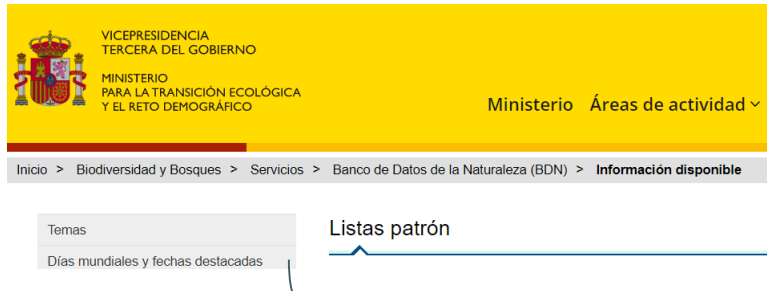 VICEPRESIDENCIA
TERCERA DEL GOBIERNO
MINISTERIO
PARA LA TRANSICIÓN ECOLÓGICA
Y EL RETO DEMOGRÁFICO
Ministerio Áreas de actividad
Inicio > Biodiversidad y Bosques > Servicios > Banco de Datos de la Naturaleza (BDN) > Información disponible
Temas
Días mundiales y fechas destacadas
Listas patrón